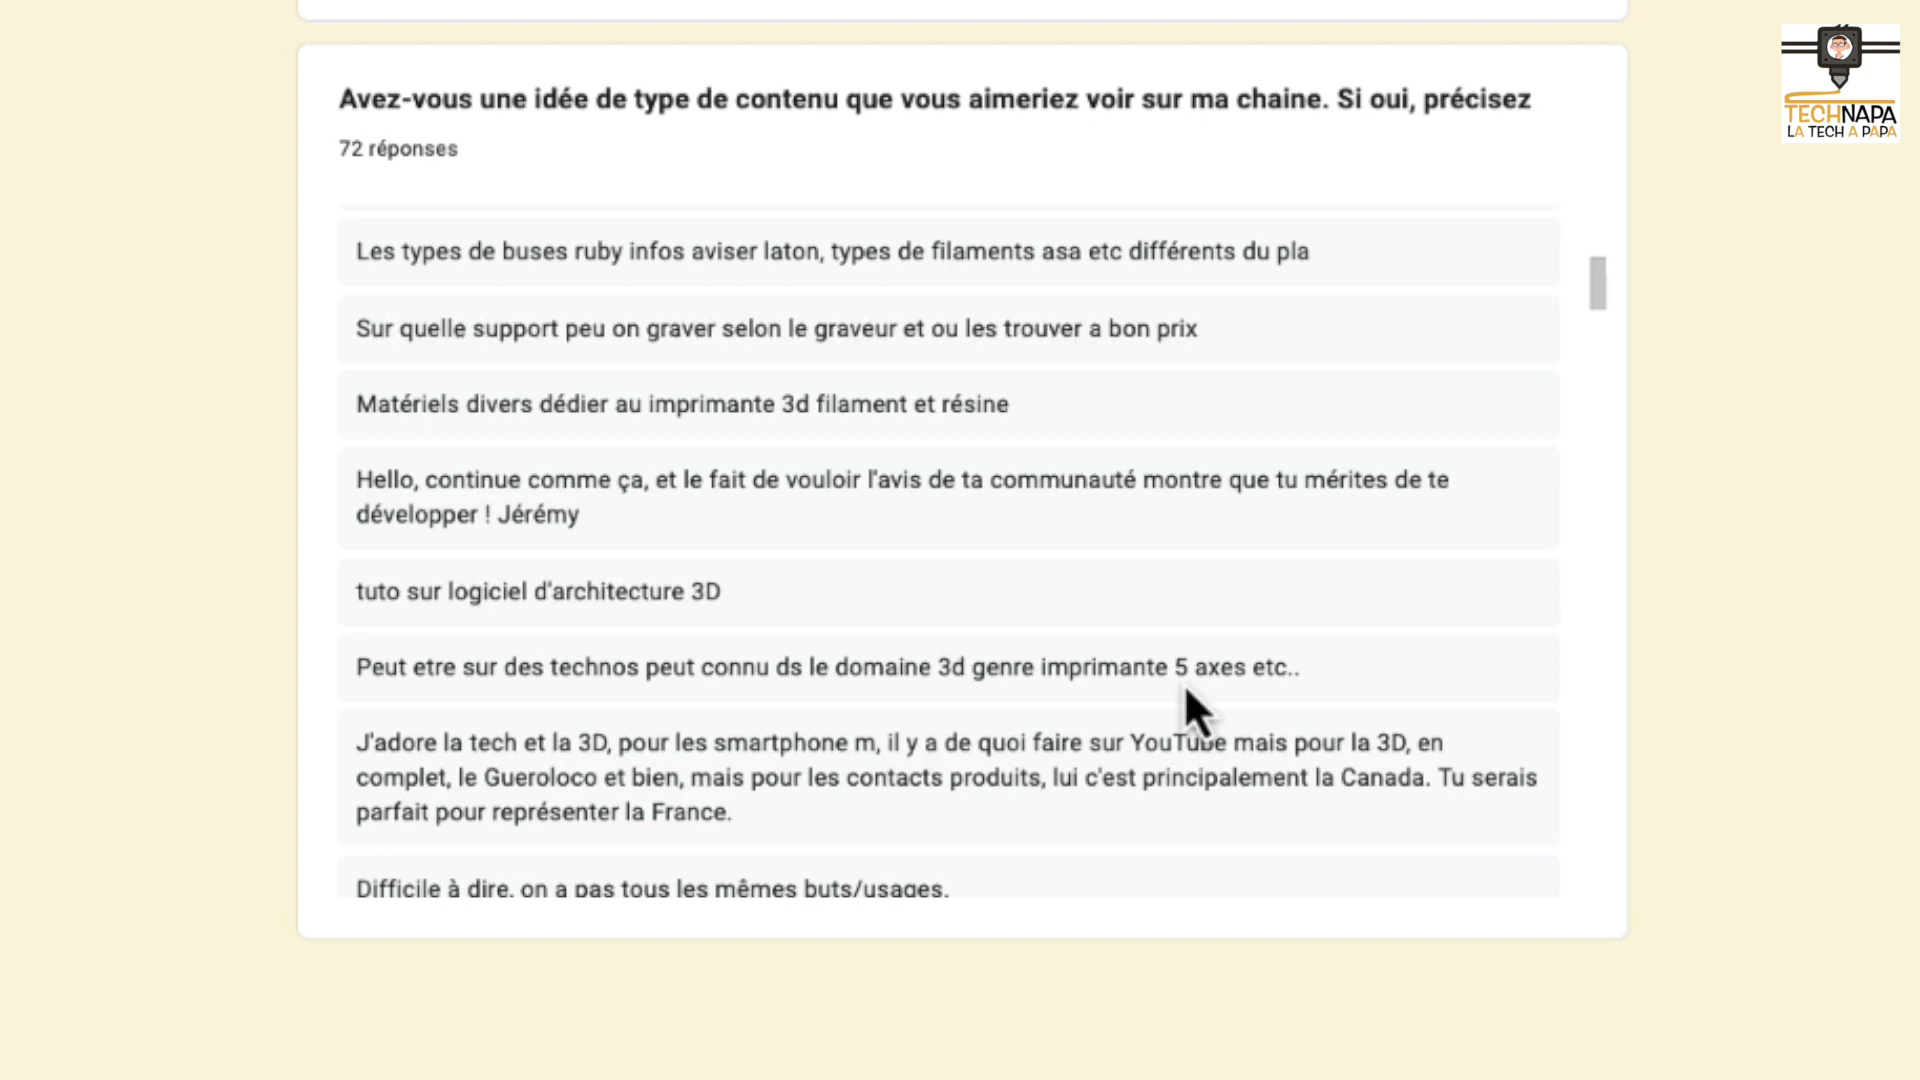 Avez-vous une idée de type de contenu que vous aimeriez voir sur ma chaine. Si oui, précisez
72 réponses
Les types de buses ruby infos aviser laton, types de filaments asa etc différents du pla
Sur quelle support peu on graver selon le graveur et ou les trouver a bon prix
Matériels divers dédier au imprimante 3d filament et résine
Hello, continue comme ça, et le fait de vouloir l'avis de ta communauté montre que tu mérites de te
développer ! Jérémy
tuto sur logiciel d'architecture 3D
Peut etre sur des technos peut connu ds le domaine 3d genre imprimante 5 axes etc..
J'adore la tech et la 3D, pour les smartphone m, il y a de quoi faire sur YouTube mais pour la 3D, en
complet, le Gueroloco et bien, mais pour les contacts produits, lui c'est principalement la Canada. Tu serais
parfait pour représenter la France.
Difficile à dire, on a pas tous les mêmes buts/usages.
TECHNAPA
LA TECH A PAPA